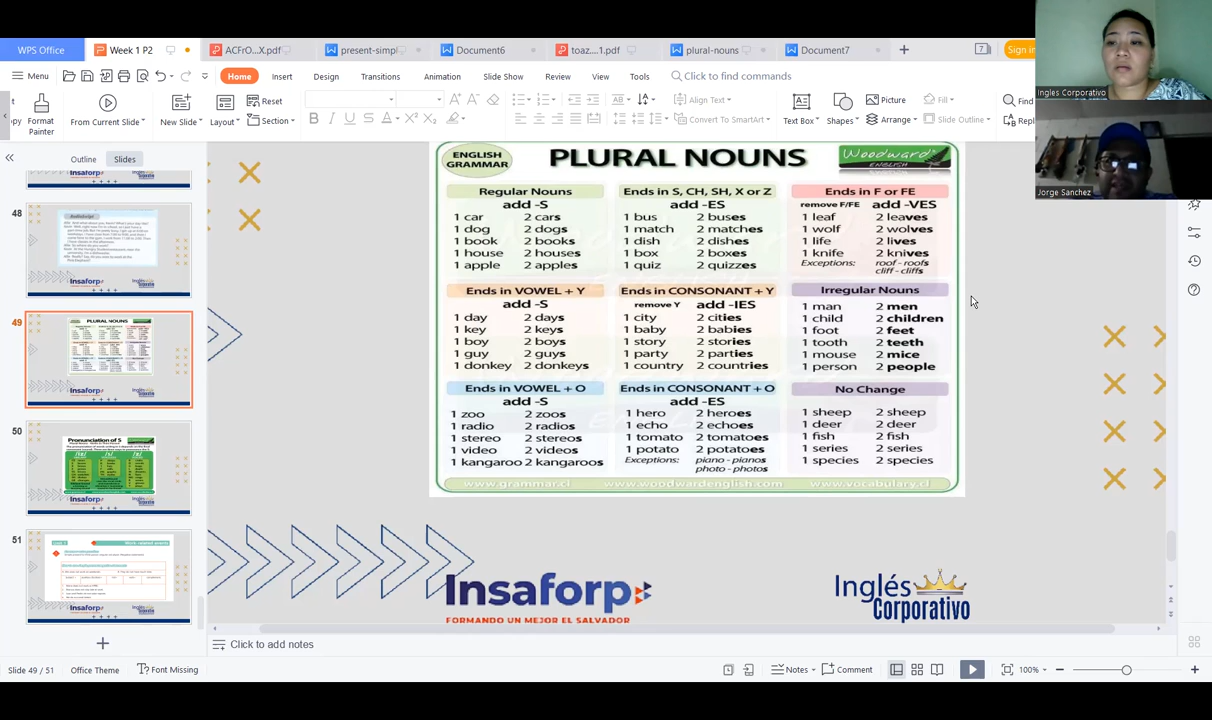 WPS Office
Week 1 P2
ACFrO...X.pdf
present-simpl
Document6
toaz....1.pdf
plural-nouns
Document7
+
7
Sign in
Menu
Home
Insert
Design
Transitions
Animation
Slide Show
Review
View
Tools
Click to find commands
Format
Painter
From Current Slide
New Slide
Layout
Reset
Section
Align Text
Convert To SmartArt
Text Box
Shapes
Picture
Arrange
Fill
Slide Outline
Find
Ingles Corporativo
Jorge Sanchez
Outline
Slides
48
49
PLURAL NOUNS
50
Pronunciation of S
51
ENGLISH
GRAMMAR
PLURAL NOUNS
Woodward
ENGLISH
Regular Nouns
add -S
1 car 2 cars
1 dog 2 dogs
1 book 2 books
1 house 2 houses
1 apple 2 apples
Ends in S, CH, SH, X or Z
add -ES
1 bus 2 buses
1 match 2 matches
1 dish 2 dishes
1 box 2 boxes
1 quiz 2 quizzes
Ends in F or FE
remove F/FE add -VES
1 leaf 2 leaves
1 wolf 2 wolves
1 life 2 lives
1 knife 2 knives
Exceptions: roof - roofs
cliff - cliffs
Ends in VOWEL + Y
add -S
1 day 2 days
1 key 2 keys
1 boy 2 boys
1 guy 2 guys
1 donkey 2 donkeys
Ends in CONSONANT + Y
remove Y add -IES
1 city 2 cities
1 baby 2 babies
1 story 2 stories
1 party 2 parties
1 country 2 countries
Irregular Nouns
1 man 2 men
1 child 2 children
1 foot 2 feet
1 tooth 2 teeth
1 mouse 2 mice
1 person 2 people
Ends in VOWEL + O
add -S
1 zoo 2 zoos
1 radio 2 radios
1 stereo 2 stereos
1 video 2 videos
1 kangaroo 2 kangaroos
Ends in CONSONANT + O
add -ES
1 hero 2 heroes
1 echo 2 echoes
1 tomato 2 tomatoes
1 potato 2 potatoes
Exceptions: piano - pianos
photo - photos
No Change
1 sheep 2 sheep
1 deer 2 deer
1 fish 2 fish
1 series 2 series
1 species 2 species
www.grammar.cl www.woodwardenglish.com www.vocabulary.cl
Insaforp
FORMANDO UN MEJOR EL SALVADOR
Inglés
Corporativo
Click to add notes
Slide 49 / 51
Office Theme
Font Missing
Notes
Comment
100%